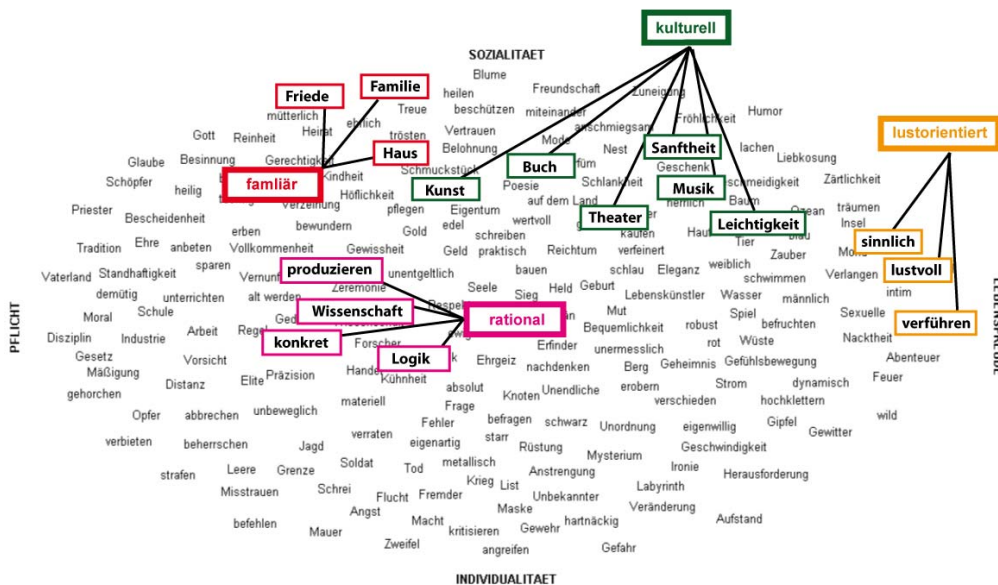 kulturell
SOZIALITAET
Blume
Friede
Familie
heilen
Freundschaft
Zuneigung
mütterlich
ehrlich
Treue
beschützen
miteinander
Humor
Fröhlichkeit
lustorientiert
Gott
Reinheit
Heirat
trösten
Vertrauen
anschmiegsam
Mode
Haus
Belohnung
Nest
Sanftheit
lachen
Liebkosung
Glaube
Besinnung
Gerechtigkeit
Kindheit
Schmuckstück
Buch
Geschenk
Schöpfer
heilig
famliär
Höflichkeit
Kunst
Poesie
Schlankheit
Musik
Zärtlichkeit
Verzeihung
Priester
Bescheidenheit
pflegen
Eigentum
auf dem Land
Baum
träumen
Ozean
Insel
bewundern
edel
wertvoll
Theater
Leichtigkeit
Gold
Tradition
Ehre
anbeten
erben
Vollkommenheit
Gewissheit
schreiben
kaufen
Haut
Tier
sinnlich
Geld
praktisch
Reichtum
verfeinert
Zauber
Vaterland
Standhaftigkeit
sparen
produzieren
unentgeltlich
bauen
schlau
Eleganz
weiblich
schwimmen
Verlangen
lustvoll
demütig
unterrichten
alt werden
Zeremonie
Seele
Sieg
Held
Geburt
Lebenskünstler
Wasser
männlich
intim
PFLICHT
Moral
Schule
Wissenschaft
rational
Mut
Spiel
Sexuelle
verführen
Disziplin
Industrie
Arbeit
konkret
Forscher
Bequemlichkeit
robust
befruchten
Nacktheit
Gesetz
Vorsicht
Logik
Erfinder
unermesslich
rot
Wüste
Abenteuer
Mäßigung
Distanz
Elite
Präzision
Ehrgeiz
nachdenken
Berg
Geheimnis
Gefühlsbewegung
Feuer
gehorchen
Kühnheit
absolut
Knoten
Unendliche
erobern
Strom
dynamisch
Opfer
abbrechen
unbeweglich
materiell
Frage
verschieden
hochklettern
wild
Fehler
befragen
schwarz
Unordnung
eigenwillig
Gipfel
Gewitter
verbieten
beherrschen
Jagd
verraten
eigenartig
starr
Rüstung
Mysterium
Geschwindigkeit
strafen
Leere
Grenze
Soldat
Tod
metallisch
Anstrengung
Ironie
Herausforderung
Misstrauen
Schrei
Flucht
Fremder
Krieg
List
Unbekannter
Labyrinth
befehlen
Mauer
Angst
Macht
Maske
Gewehr
hartnäckig
Veränderung
Aufstand
kritisieren
Zweifel
angreifen
Gefahr
INDIVIDUALITAET